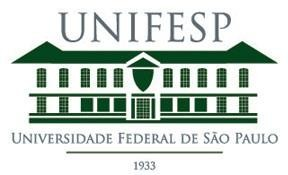 UNIFESP
UNIVERSIDADE FEDERAL DE SÃO PAULO
1933